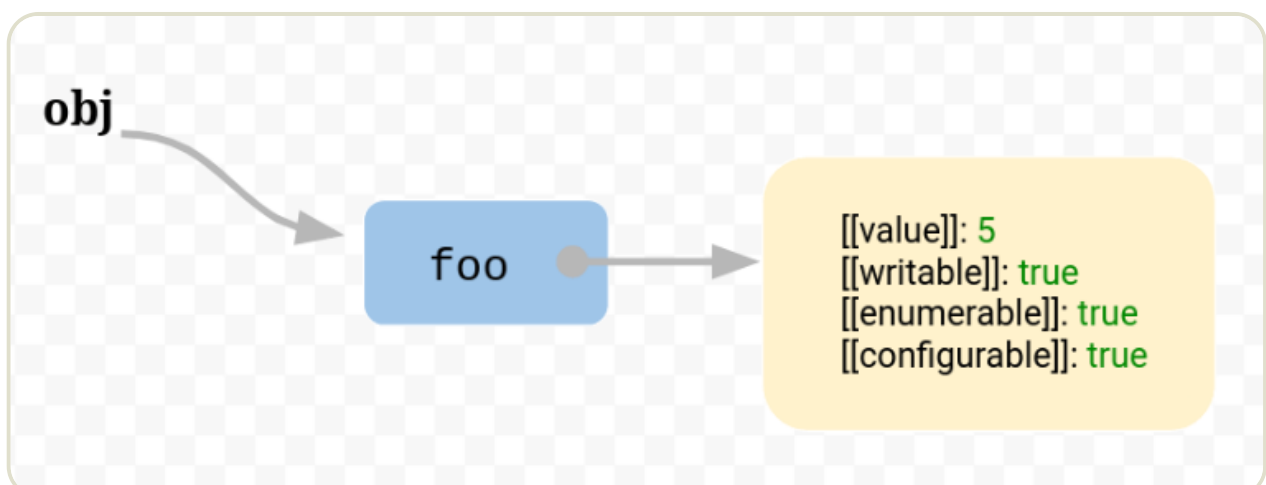 obj
foo
[[value]]: 5
[[writable]]: true
[[enumerable]]: true
[[configurable]]: true